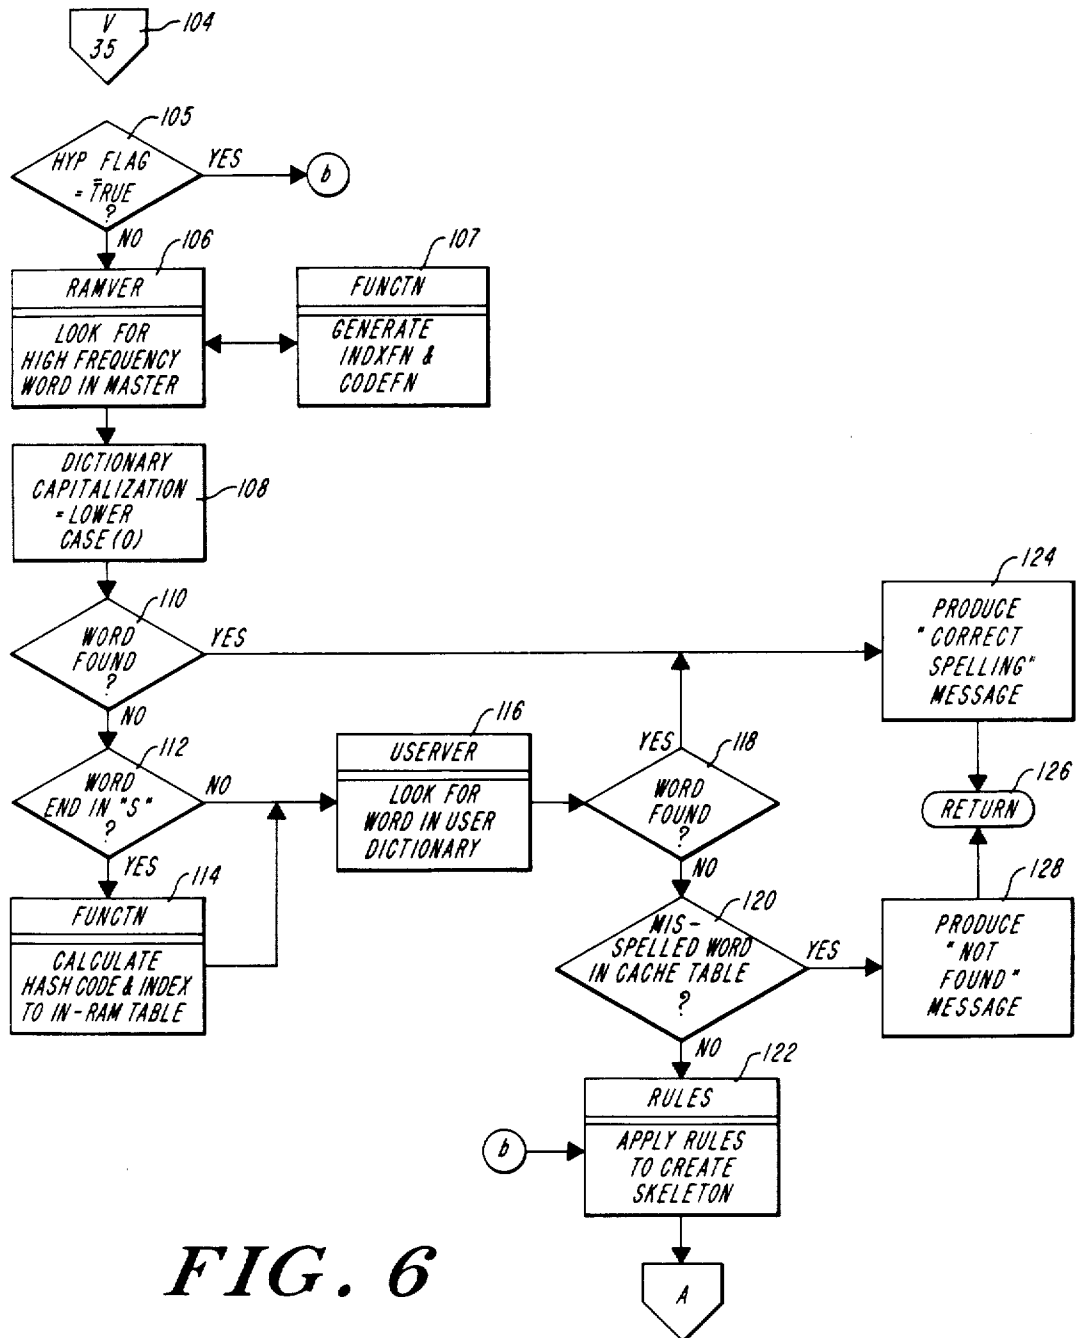 V
35
104
105
HYP FLAG
= TRUE
?
YES
b
NO
106
RAMVER
LOOK FOR
HIGH FREQUENCY
WORD IN MASTER
107
FUNCTN
GENERATE
INDXFN &
CODEFN
DICTIONARY
CAPITALIZATION
= LOWER
CASE (0)
108
110
WORD
FOUND
?
YES
NO
124
PRODUCE
"CORRECT
SPELLING"
MESSAGE
112
WORD
END IN "S"
?
NO
YES
116
USERVER
LOOK FOR
WORD IN USER
DICTIONARY
YES
118
WORD
FOUND
?
NO
126
RETURN
114
FUNCTN
CALCULATE
HASH CODE & INDEX
TO IN-RAM TABLE
120
MIS-
SPELLED WORD
IN CACHE TABLE
?
YES
NO
128
PRODUCE
"NOT
FOUND"
MESSAGE
122
RULES
APPLY RULES
TO CREATE
SKELETON
b
A
FIG. 6